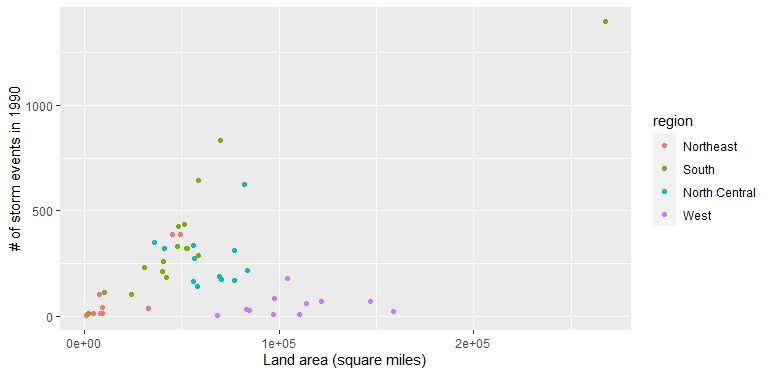 # of storm events in 1990
1000
500
0
0e+00
1e+05
2e+05
Land area (square miles)
region
Northeast
South
North Central
West